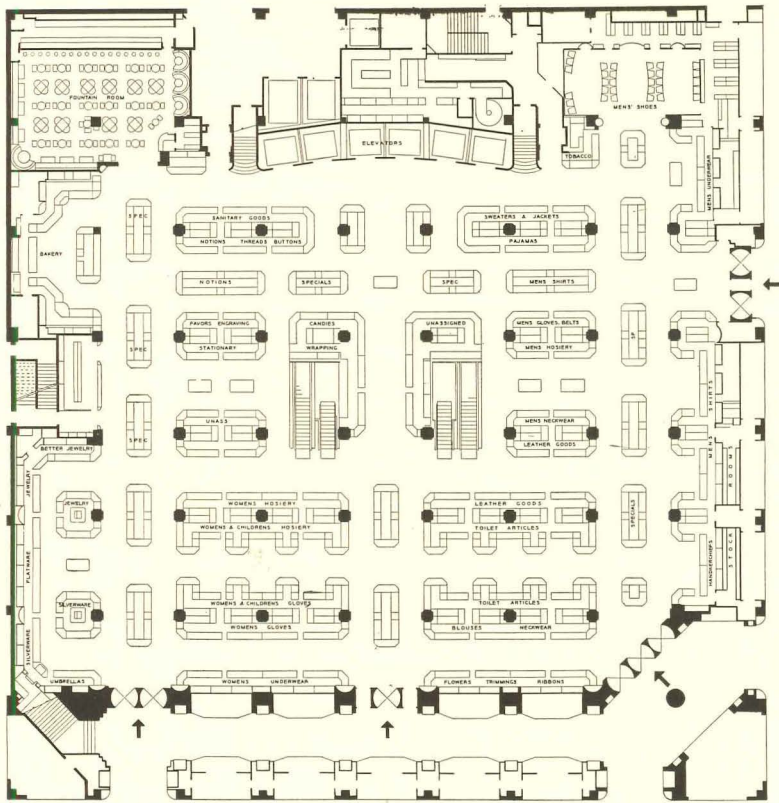 FOUNTAIN ROOM
MENS' SHOES
ELEVATORS
TOBACCO
MENS UNDERWEAR
SPEC
SANITARY GOODS
NOTIONS THREADS BUTTONS
SWEATERS & JACKETS
PAJAMAS
BAKERY
NOTIONS
SPECIALS
SPEC
MENS SHIRTS
SPEC
FAVORS ENGRAVING
STATIONARY
CANDIES
WRAPPING
UNASSIGNED
MENS GLOVES, BELTS
MENS HOSIERY
SP
MENS SHIRTS
SPEC
UNASS
MENS NECKWEAR
LEATHER GOODS
BETTER JEWELRY
JEWELRY
JEWELRY
WOMENS HOSIERY
WOMENS & CHILDRENS HOSIERY
LEATHER GOODS
TOILET ARTICLES
SPECIALS
STOCK ROOM
HANDKERCHIEFS
FLATWARE
SILVERWARE
SILVERWARE
WOMENS & CHILDRENS GLOVES
WOMENS GLOVES
TOILET ARTICLES
BLOUSES NECKWEAR
UMBRELLAS
WOMENS UNDERWEAR
FLOWERS TRIMMINGS RIBBONS